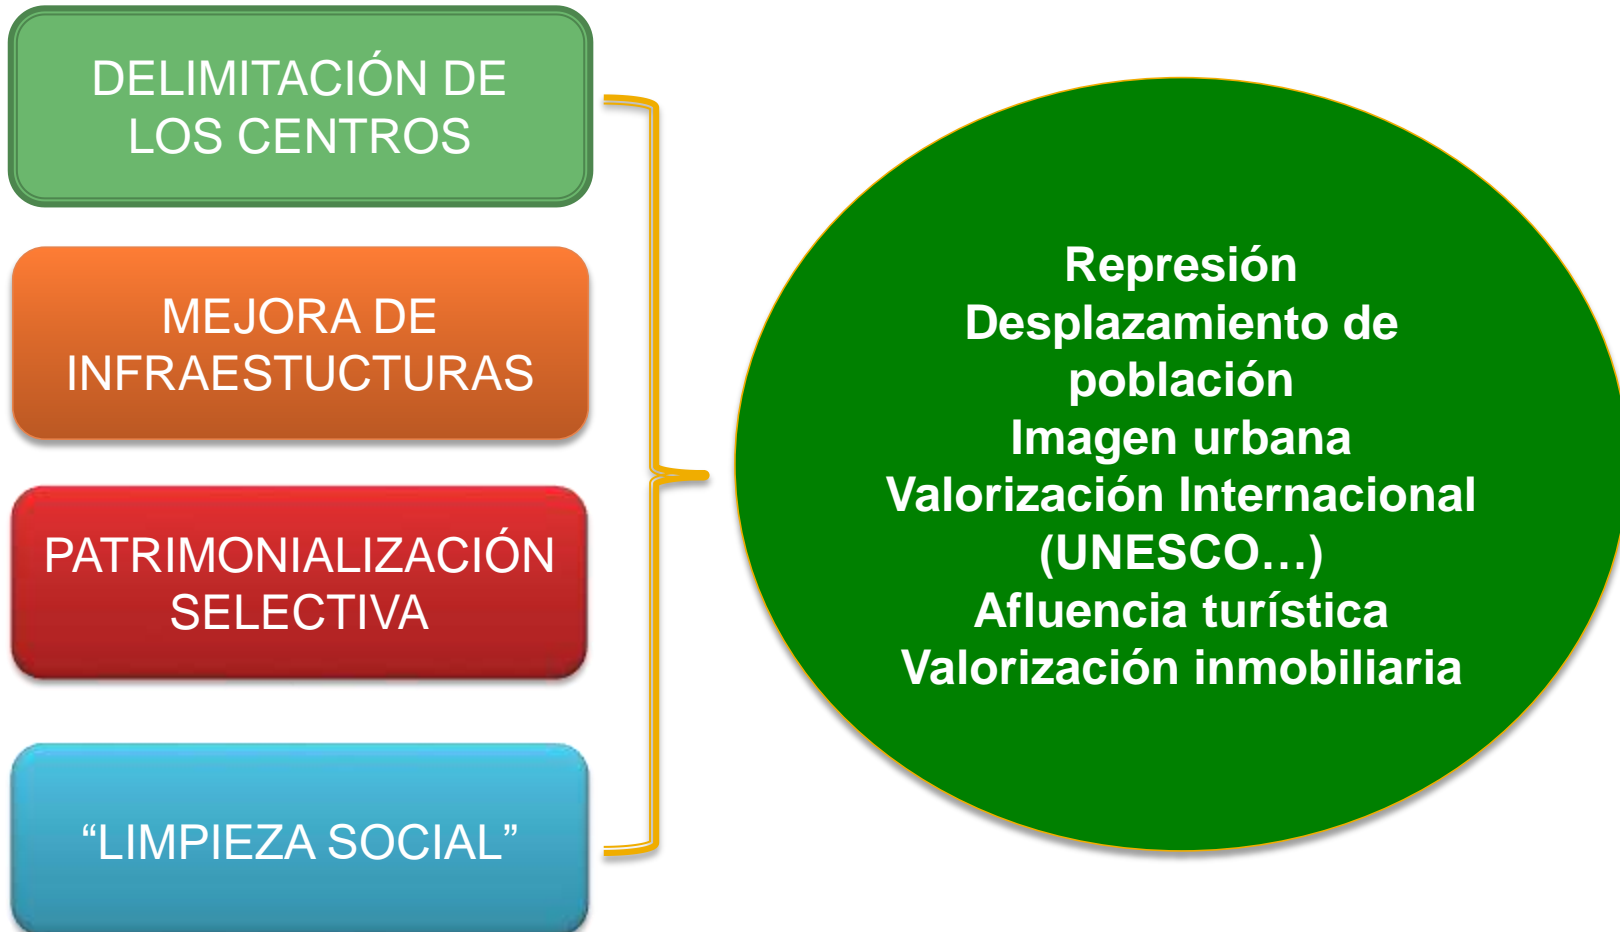 DELIMITACIÓN DE
LOS CENTROS
MEJORA DE
INFRAESTUCTURAS
PATRIMONIALIZACIÓN
SELECTIVA
“LIMPIEZA SOCIAL”
Represión
Desplazamiento de
población
Imagen urbana
Valorización Internacional
(UNESCO…)
Afluencia turística
Valorización inmobiliaria